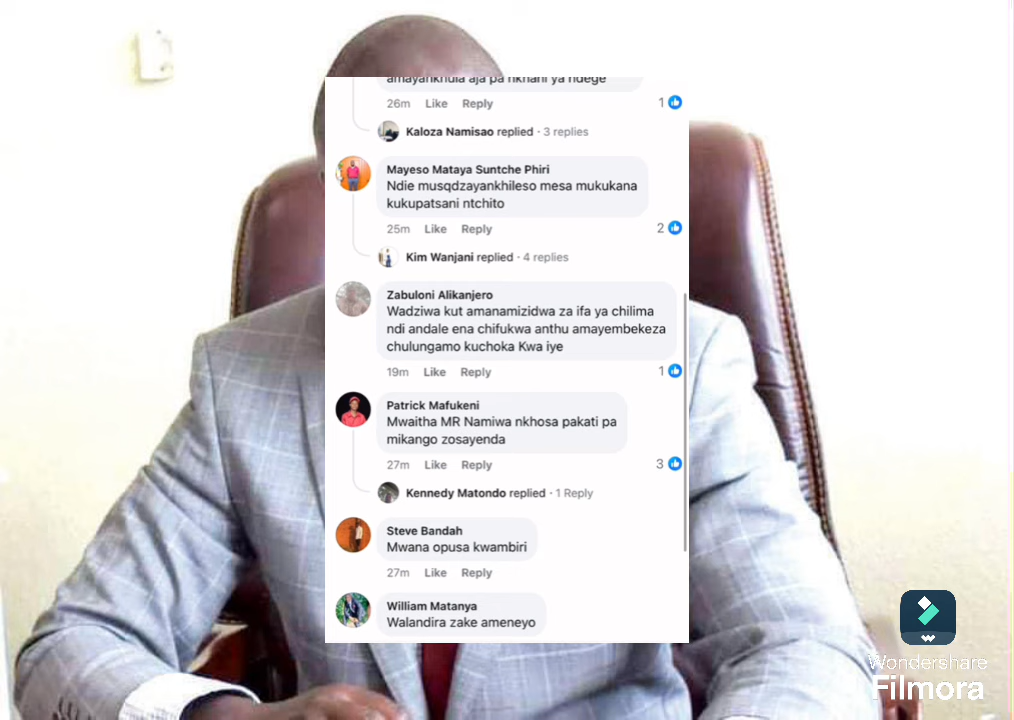 amayankhula aja pa nkhani ya ndege
26m Like Reply 1
Kaloza Namisao replied · 3 replies
Mayeso Mataya Suntche Phiri
Ndie musqdzayankhileso mesa mukukana
kukupatsani ntchito
25m Like Reply 2
Kim Wanjani replied · 4 replies
Zabuloni Alikanjero
Wadziwa kut amanamizidwa za ifa ya chilima
ndi andale ena chifukwa anthu amayembekeza
chulungamo kuchoka Kwa iye
19m Like Reply 1
Patrick Mafukeni
Mwaitha MR Namiwa nkhosa pakati pa
mikango zosayenda
27m Like Reply 3
Kennedy Matondo replied · 1 Reply
Steve Bandah
Mwana opusa kwambiri
27m Like Reply
William Matanya
Walandira zake ameneyo
Wondershare
Filmora